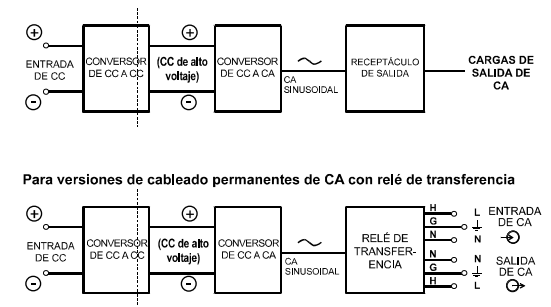 ENTRADA
DE CC
CONVERSOR
DE CC A CC
(CC de alto
voltaje)
CONVERSOR
DE CC A CA
CA
SINUSOIDAL
RECEPTÁCULO
DE SALIDA
CARGAS DE
SALIDA DE
CA
Para versiones de cableado permanentes de CA con relé de transferencia
ENTRADA
DE CC
CONVERSOR
DE CC A CC
(CC de alto
voltaje)
CONVERSOR
DE CC A CA
CA
SINUSOIDAL
RELÉ DE
TRANSFER-
ENCIA
H L ENTRADA
G DE CA
N N
N N SALIDA
G DE CA
H L